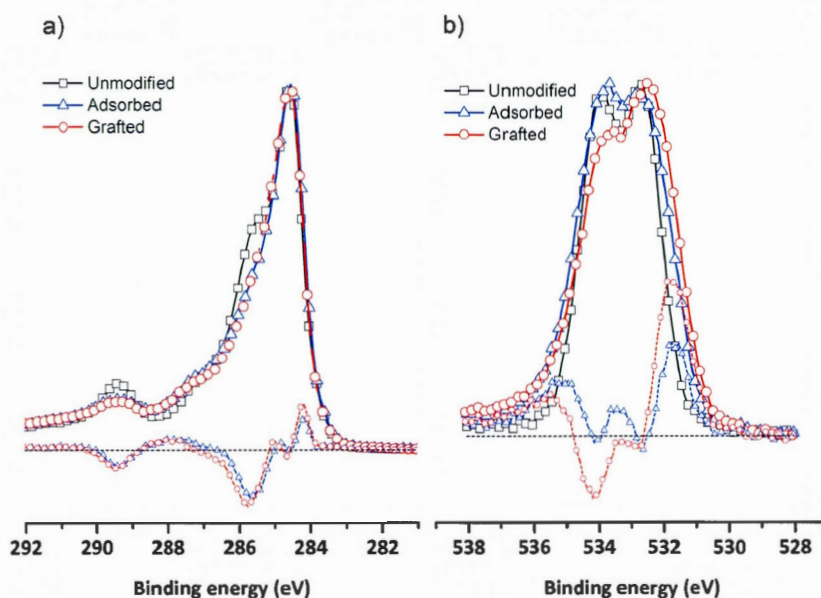 a)
Unmodified
Adsorbed
Grafted
292 290 288 286 284 282
Binding energy (eV)
b)
Unmodified
Adsorbed
Grafted
538 536 534 532 530 528
Binding energy (eV)